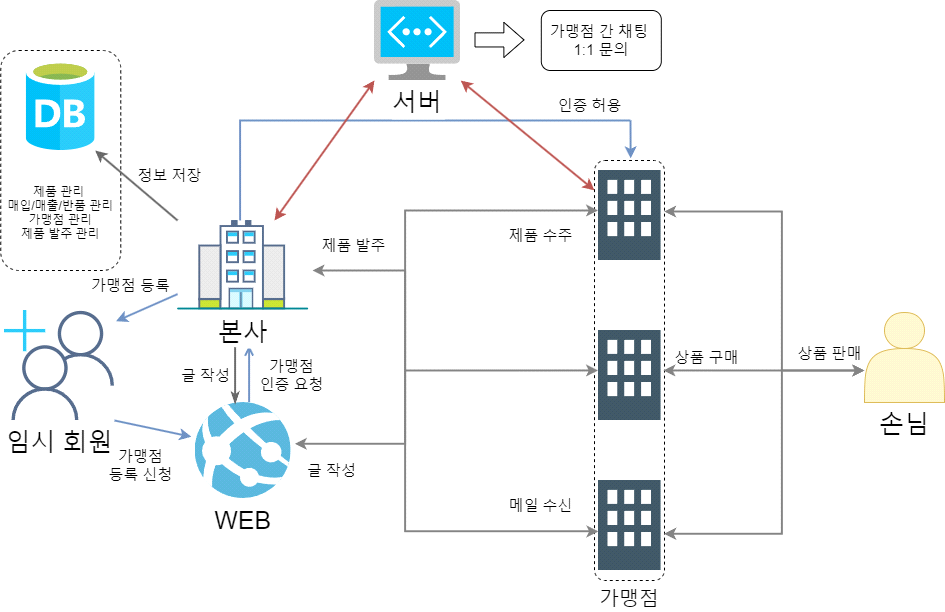 가맹점 간 채팅
1:1 문의
서버
인증 허용
DB
정보 저장
제품 관리
매입/매출/반품 관리
가맹점 관리
제품 발주 관리
제품 발주
제품 수주
가맹점 등록
본사
글 작성
가맹점
인증 요청
상품 구매
상품 판매
손님
임시 회원
가맹점
등록 신청
글 작성
WEB
메일 수신
가맹점